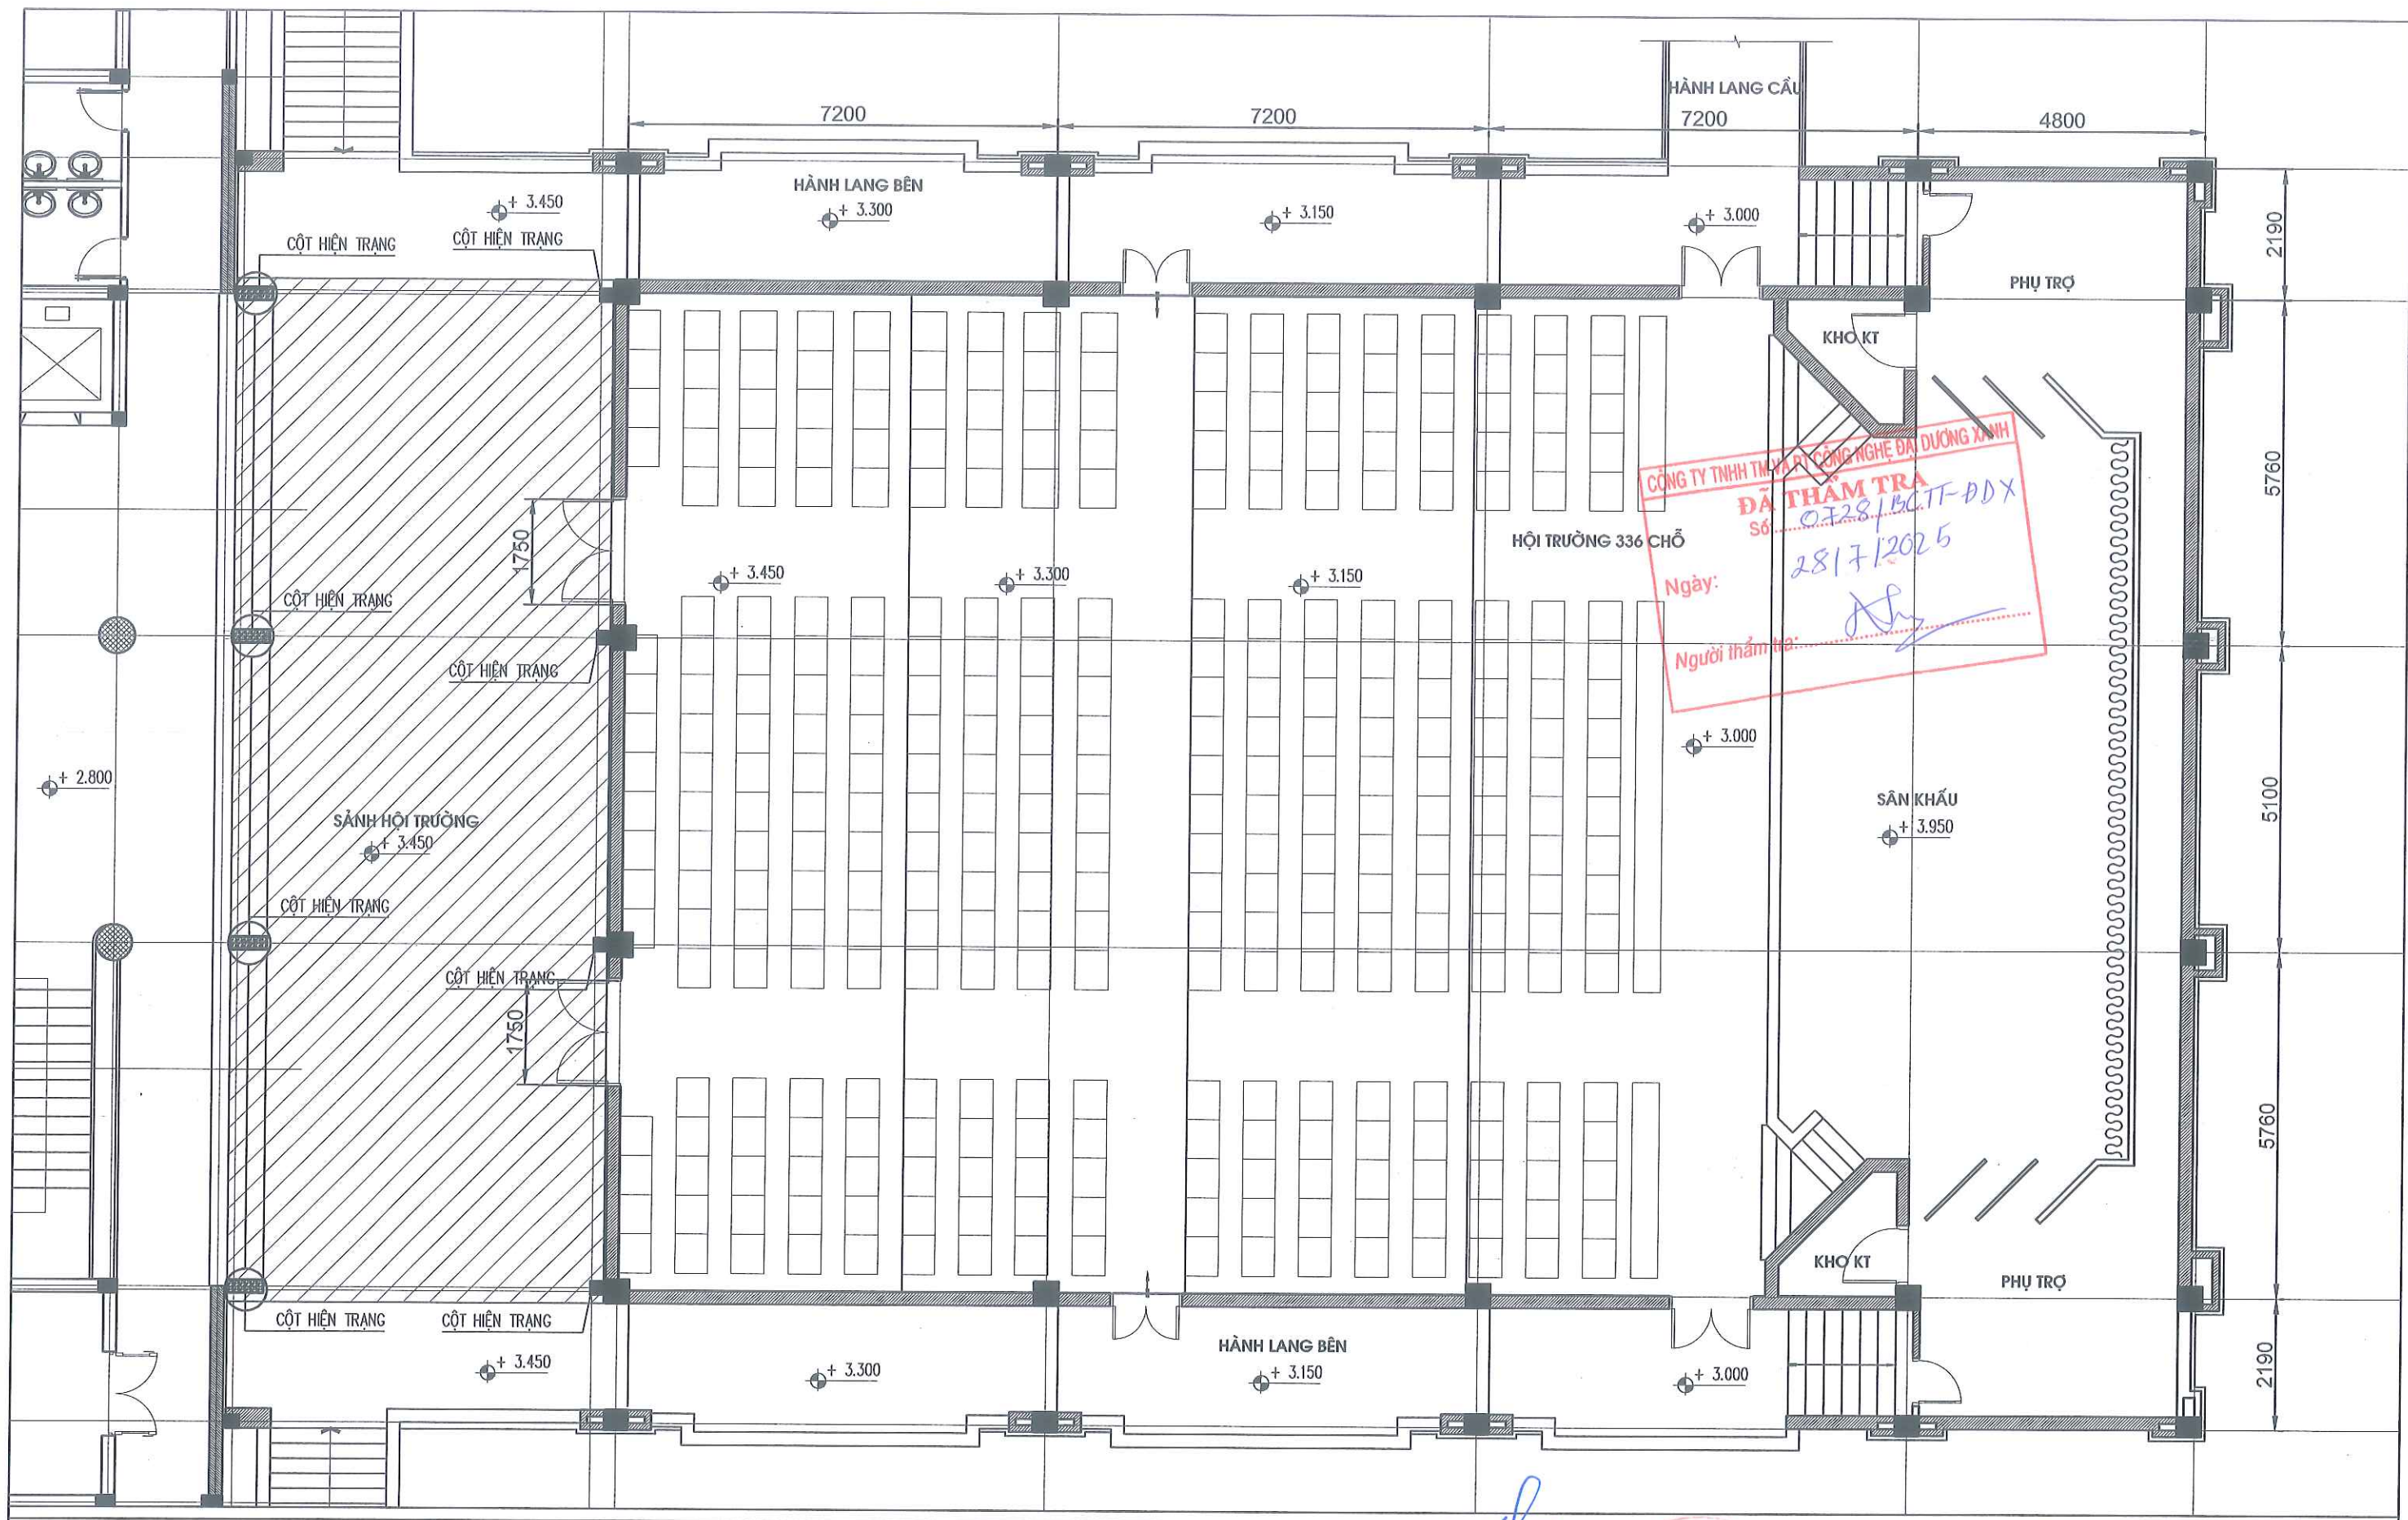 HÀNH LANG CẦU
7200
7200
7200
4800
HÀNH LANG BÊN
+ 3.450
+ 3.300
+ 3.150
+ 3.000
2190
CỘT HIỆN TRẠNG
CỘT HIỆN TRẠNG
PHỤ TRỢ
KHO KT
CÔNG TY TNHH TM VÀ PT CÔNG NGHỆ ĐẠI DƯƠNG XANH
ĐÃ THẨM TRA
Số: 0728/BCTT-ĐDX
Ngày: 28/7/2025
Người thẩm tra:
5760
1750
HỘI TRƯỜNG 336 CHỖ
+ 3.450
+ 3.300
+ 3.150
CỘT HIỆN TRẠNG
CỘT HIỆN TRẠNG
+ 3.000
+ 2.800
5100
SẢNH HỘI TRƯỜNG
+ 3.450
SÂN KHẤU
+ 3.950
CỘT HIỆN TRẠNG
CỘT HIỆN TRẠNG
1750
5760
KHO KT
PHỤ TRỢ
CỘT HIỆN TRẠNG
CỘT HIỆN TRẠNG
HÀNH LANG BÊN
+ 3.450
+ 3.300
+ 3.150
+ 3.000
2190